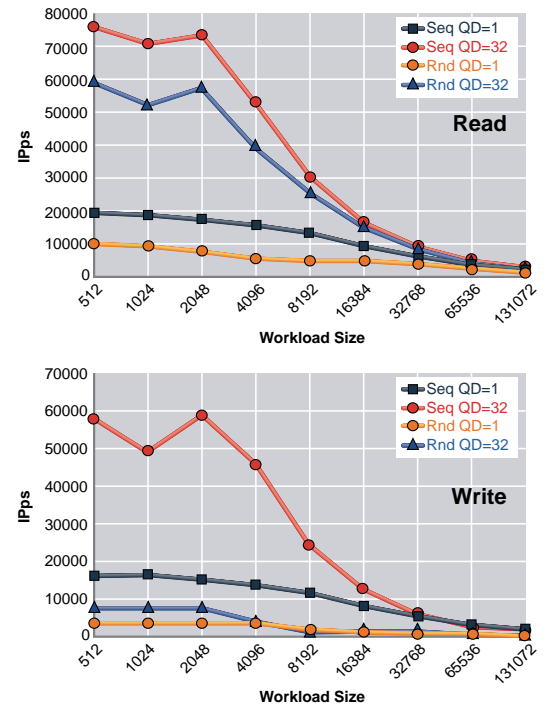 80000
70000
60000
50000
40000
30000
20000
10000
0
IPps
Seq QD=1
Seq QD=32
Rnd QD=1
Rnd QD=32
Read
512
1024
2048
4096
8192
16384
32768
65536
131072
Workload Size
70000
60000
50000
40000
30000
20000
10000
0
IPps
Seq QD=1
Seq QD=32
Rnd QD=1
Rnd QD=32
Write
512
1024
2048
4096
8192
16384
32768
65536
131072
Workload Size